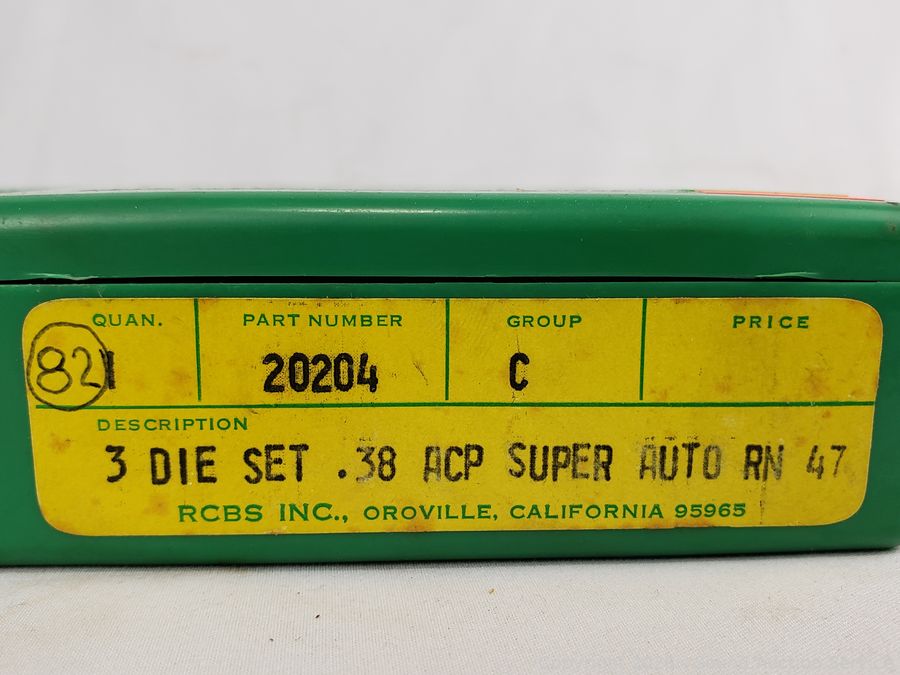 QUAN. PART NUMBER GROUP PRICE
82 1 20204 C
DESCRIPTION
3 DIE SET .38 ACP SUPER AUTO RN 47
RCBS INC., OROVILLE, CALIFORNIA 95965